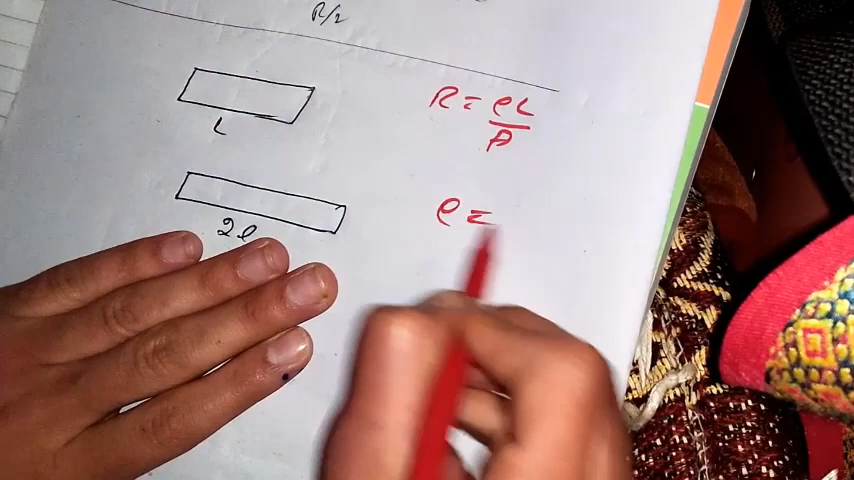 R/2
L
R = ρL/A
2l
ρ =